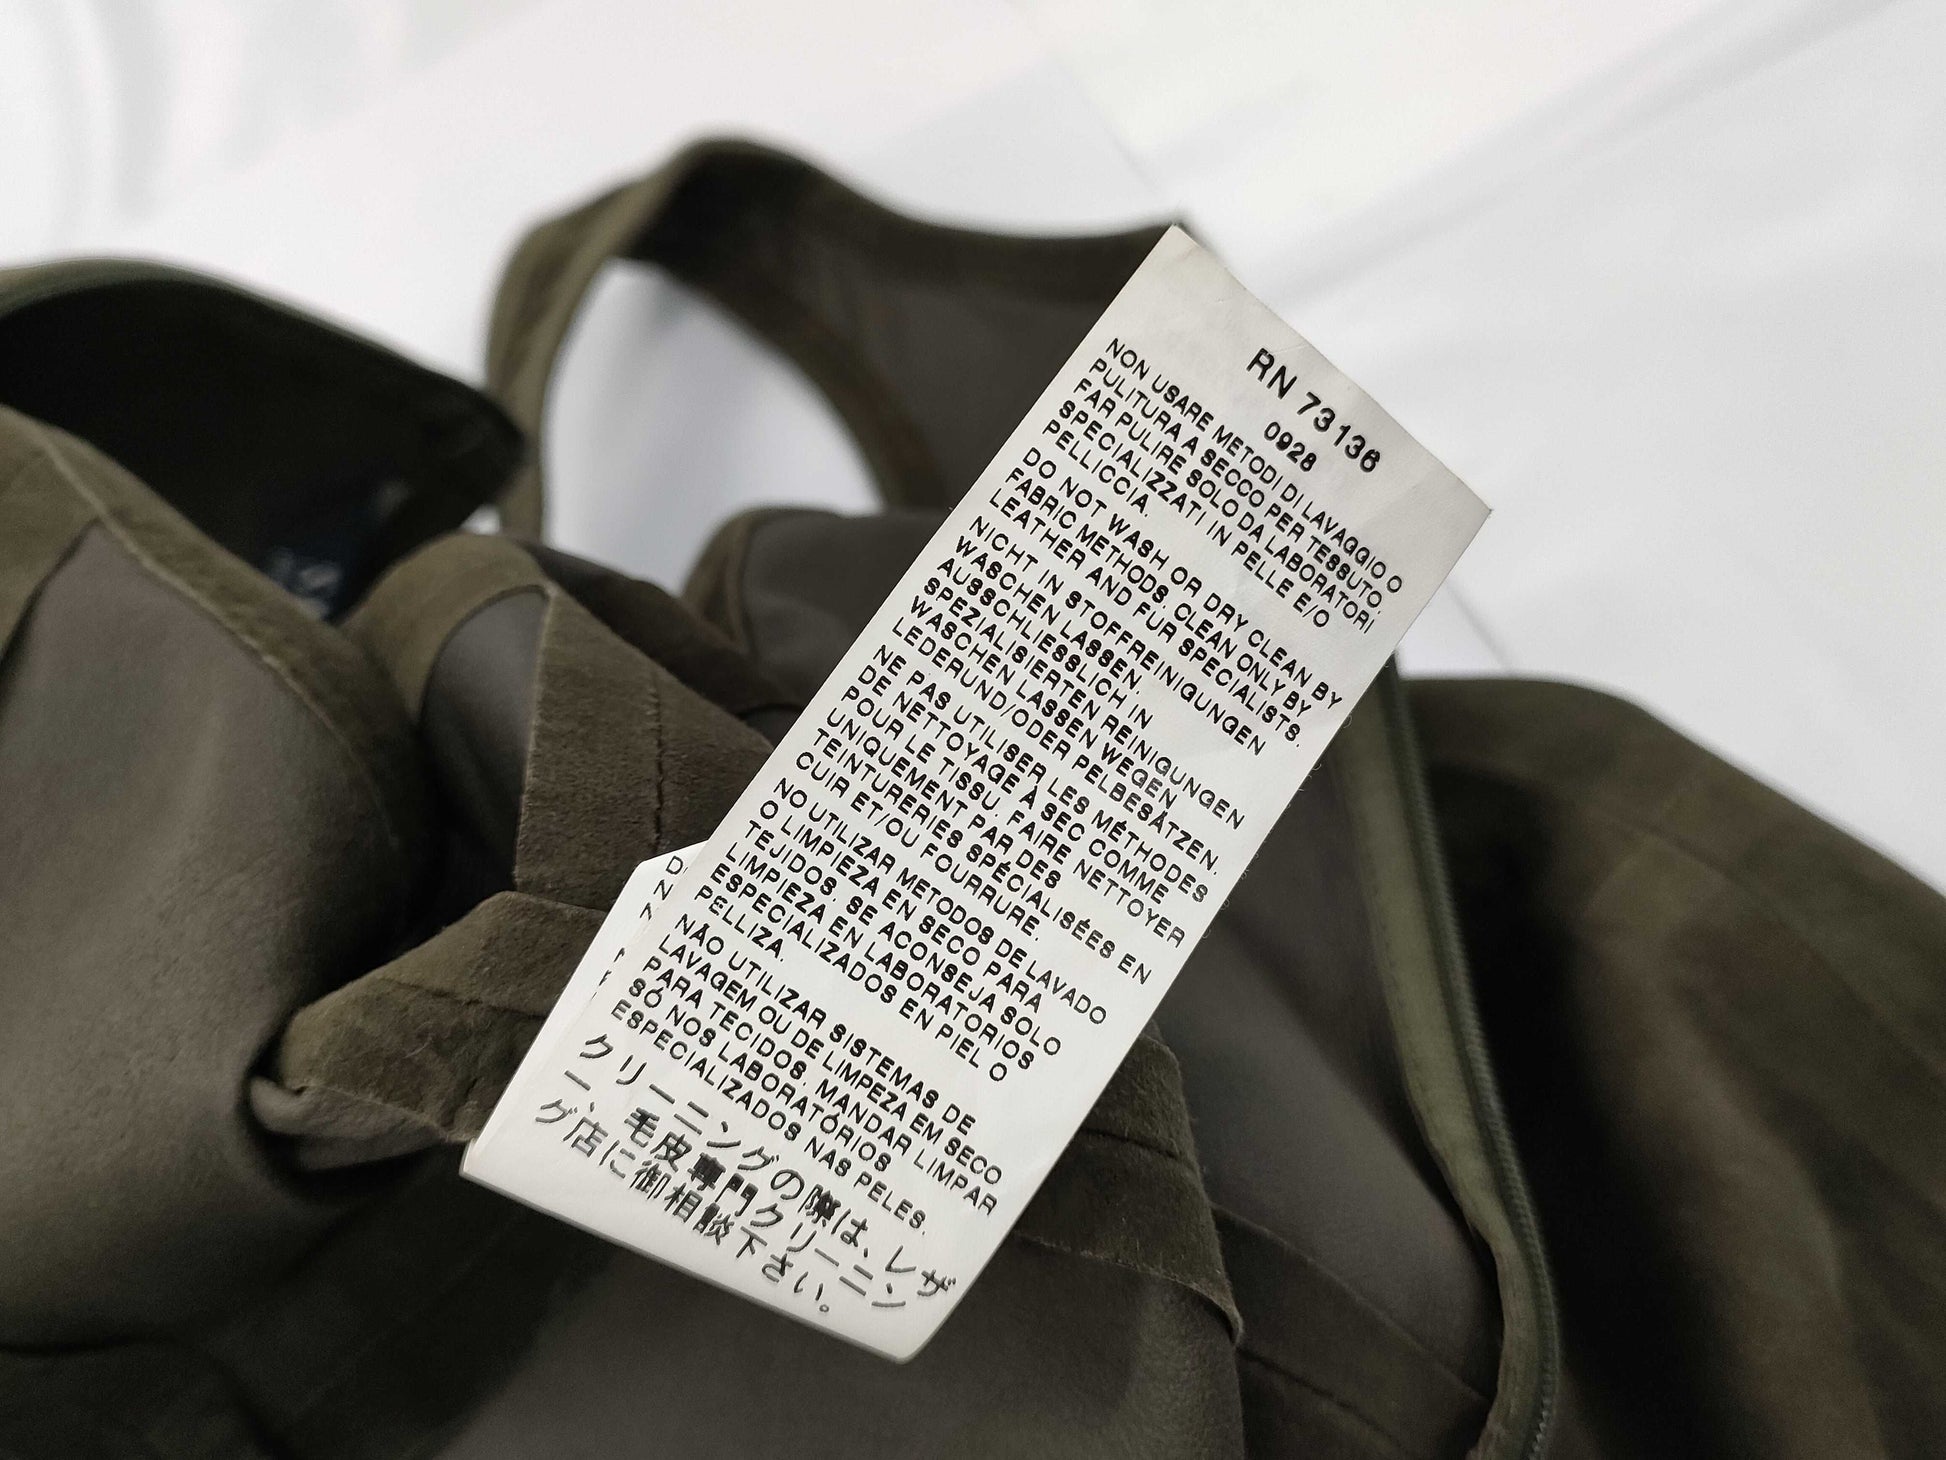 RN 73136
0928
NON USARE METODI DI LAVAGGIO O
PULITURA A SECCO PER TESSUTO.
FAR PULIRE SOLO DA LABORATORI
SPECIALIZZATI IN PELLE E/O
PELLICCIA.
DO NOT WASH OR DRY CLEAN BY
FABRIC METHODS. CLEAN ONLY BY
LEATHER AND FUR SPECIALISTS.
NICHT IN STOFFREINIGUNGEN
WASCHEN LASSEN.
AUSSCHLIESSLICH IN
SPEZIALISIERTEN REINIGUNGEN
WASCHEN LASSEN WEGEN
LEDERUND/ODER PELBESÄTZEN.
NE PAS UTILISER LES MÉTHODES
DE NETTOYAGE À SEC COMME
POUR LE TISSU. FAIRE NETTOYER
UNIQUEMENT PAR DES
TEINTURERIES SPÉCIALISÉES EN
CUIR ET/OU FOURRURE.
NO UTILIZAR METODOS DE LAVADO
O LIMPIEZA EN SECO PARA
TEJIDOS. SE ACONSEJA SOLO
LIMPIEZA EN LABORATORIOS
ESPECIALIZADOS EN PIEL O
PELLIZA.
NÃO UTILIZAR SISTEMAS DE
LAVAGEM OU DE LIMPEZA EM SECO
PARA TECIDOS. MANDAR LIMPAR
SÓ NOS LABORATÓRIOS
ESPECIALIZADOS NAS PELES.
クリーニングの際は、レザ
ー、毛皮専門クリーニン
グ店に御相談下さい。